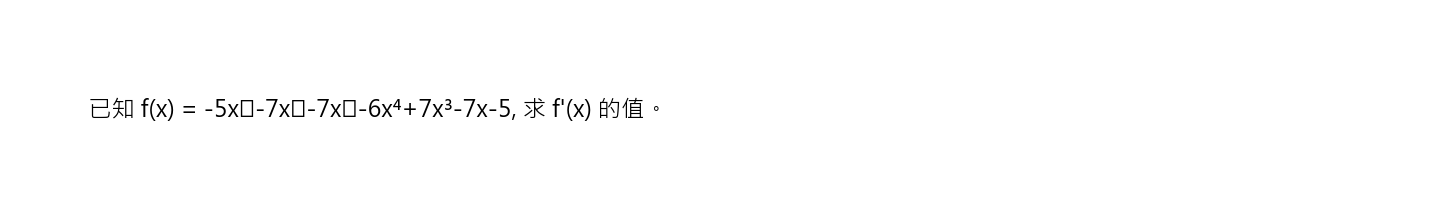 已知 f(x) = -5x▯-7x▯-7x▯-6x⁴+7x³-7x-5, 求 f'(x) 的值。